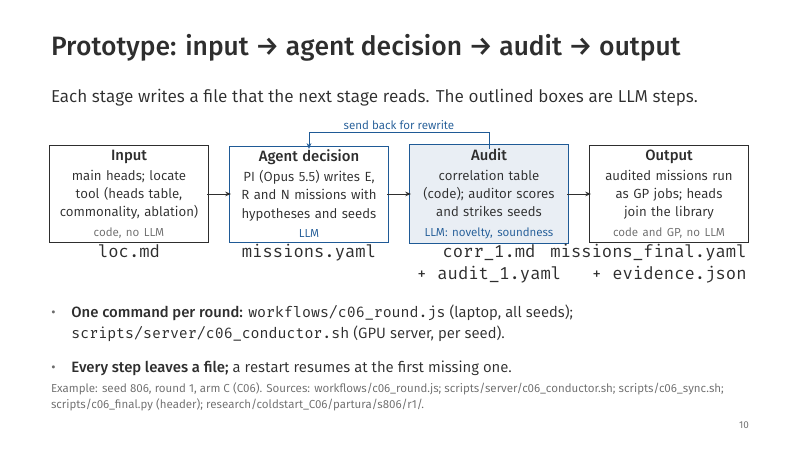 Prototype: input → agent decision → audit → output
Each stage writes a file that the next stage reads. The outlined boxes are LLM steps.
send back for rewrite
Input
main heads; locate
tool (heads table,
commonality, ablation)
code, no LLM
loc.md
Agent decision
PI (Opus 5.5) writes E,
R and N missions with
hypotheses and seeds
LLM
missions.yaml
Audit
correlation table
(code); auditor scores
and strikes seeds
LLM: novelty, soundness
corr_1.md
+ audit_1.yaml
Output
audited missions run
as GP jobs; heads
join the library
code and GP, no LLM
missions_final.yaml
+ evidence.json
• One command per round: workflows/c06_round.js (laptop, all seeds);
scripts/server/c06_conductor.sh (GPU server, per seed).
• Every step leaves a file; a restart resumes at the first missing one.
Example: seed 806, round 1, arm C (C06). Sources: workflows/c06_round.js; scripts/server/c06_conductor.sh; scripts/c06_sync.sh;
scripts/c06_final.py (header); research/coldstart_C06/partura/s806/r1/.
10